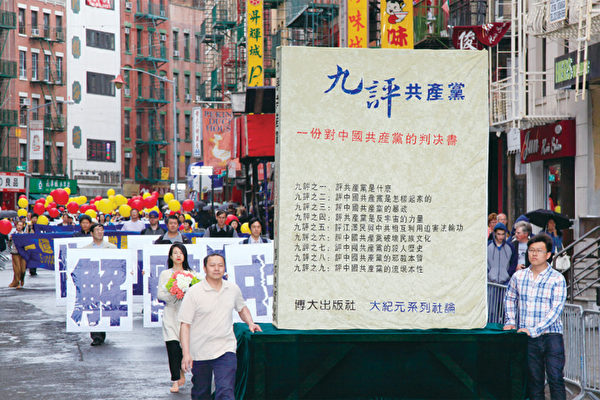 九評共產黨
一份對中國共產黨的判決書
九評之一：評共產黨是什麼
九評之二：評中國共產黨是怎樣起家的
九評之三：評中國共產黨的暴政
九評之四：評共產黨是反宇宙的力量
九評之五：評江澤民與中共相互利用迫害法輪功
九評之六：評中國共產黨破壞民族文化
九評之七：評中國共產黨的殺人歷史
九評之八：評中國共產黨的邪教本質
九評之九：評中國共產黨的流氓本性
博大出版社 大紀元系列社論
解
昇輝城
味
PEKING
DUCK
HOUSE